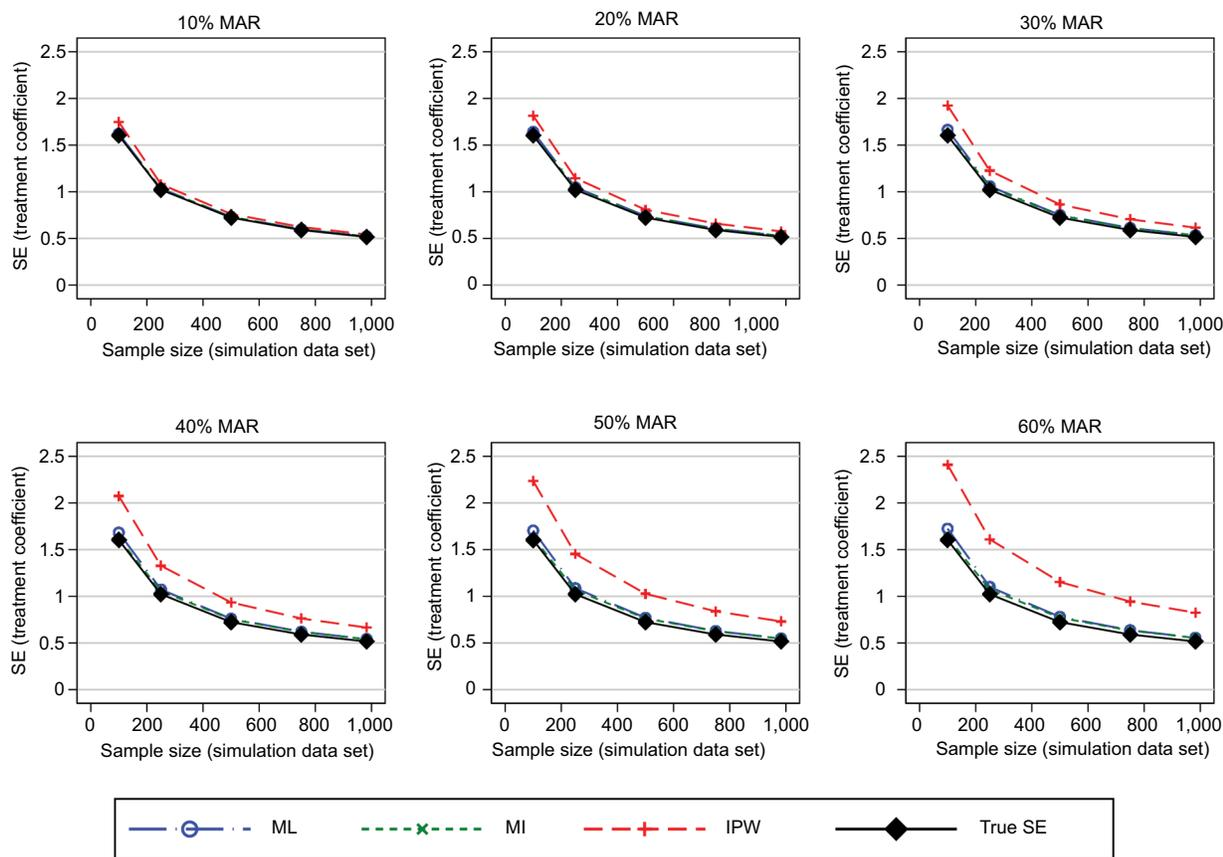 10% MAR
SE (treatment coefficient)
2.5
2
1.5
1
0.5
0
0 200 400 600 800 1,000
Sample size (simulation data set)
20% MAR
SE (treatment coefficient)
2.5
2
1.5
1
0.5
0
0 200 400 600 800 1,000
Sample size (simulation data set)
30% MAR
SE (treatment coefficient)
2.5
2
1.5
1
0.5
0
0 200 400 600 800 1,000
Sample size (simulation data set)
40% MAR
SE (treatment coefficient)
2.5
2
1.5
1
0.5
0
0 200 400 600 800 1,000
Sample size (simulation data set)
50% MAR
SE (treatment coefficient)
2.5
2
1.5
1
0.5
0
0 200 400 600 800 1,000
Sample size (simulation data set)
60% MAR
SE (treatment coefficient)
2.5
2
1.5
1
0.5
0
0 200 400 600 800 1,000
Sample size (simulation data set)
ML MI IPW True SE